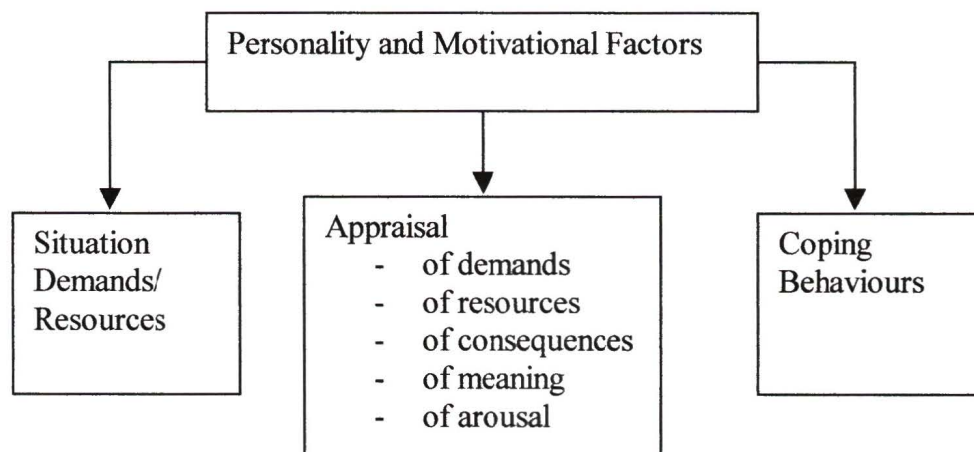 Personality and Motivational Factors
Situation
Demands/
Resources
Appraisal
- of demands
- of resources
- of consequences
- of meaning
- of arousal
Coping
Behaviours